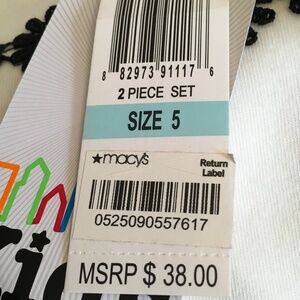 8 82973 91117 6
2 PIECE SET
SIZE 5
★macy's
Return
Label
0525090557617
MSRP $ 38.00